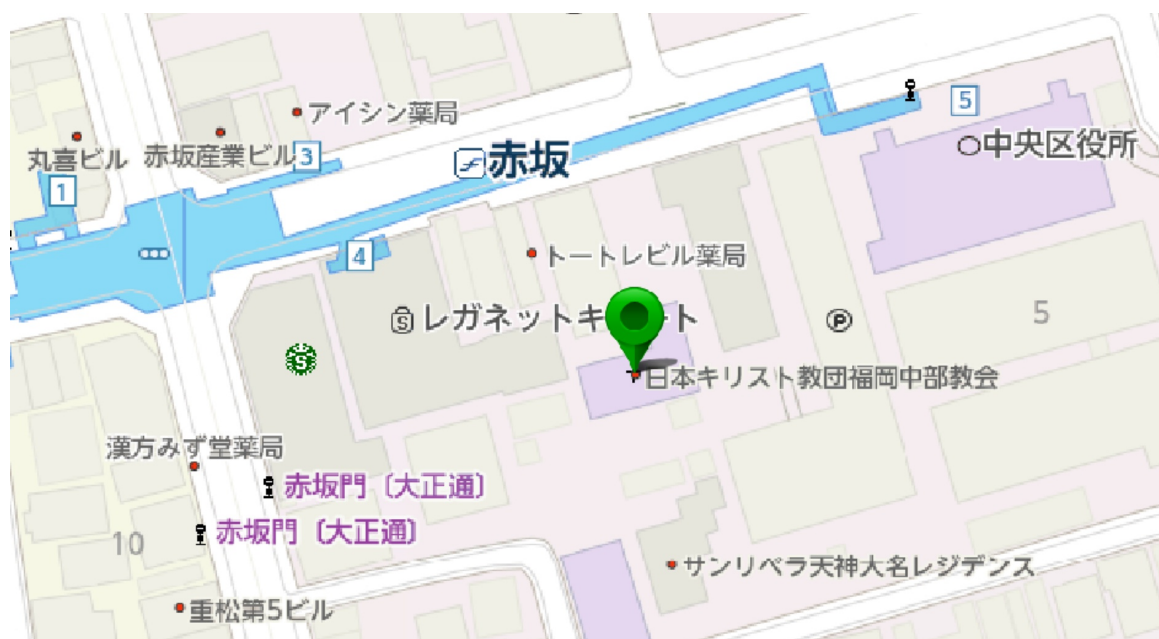 アイシン薬局
丸喜ビル
赤坂産業ビル
3
赤坂
5
中央区役所
1
4
トートレビル薬局
レガネットキ
ート
P
5
S
S
日本キリスト教団福岡中部教会
漢方みず堂薬局
赤坂門〔大正通〕
赤坂門〔大正通〕
10
サンリベラ天神大名レジデンス
重松第5ビル